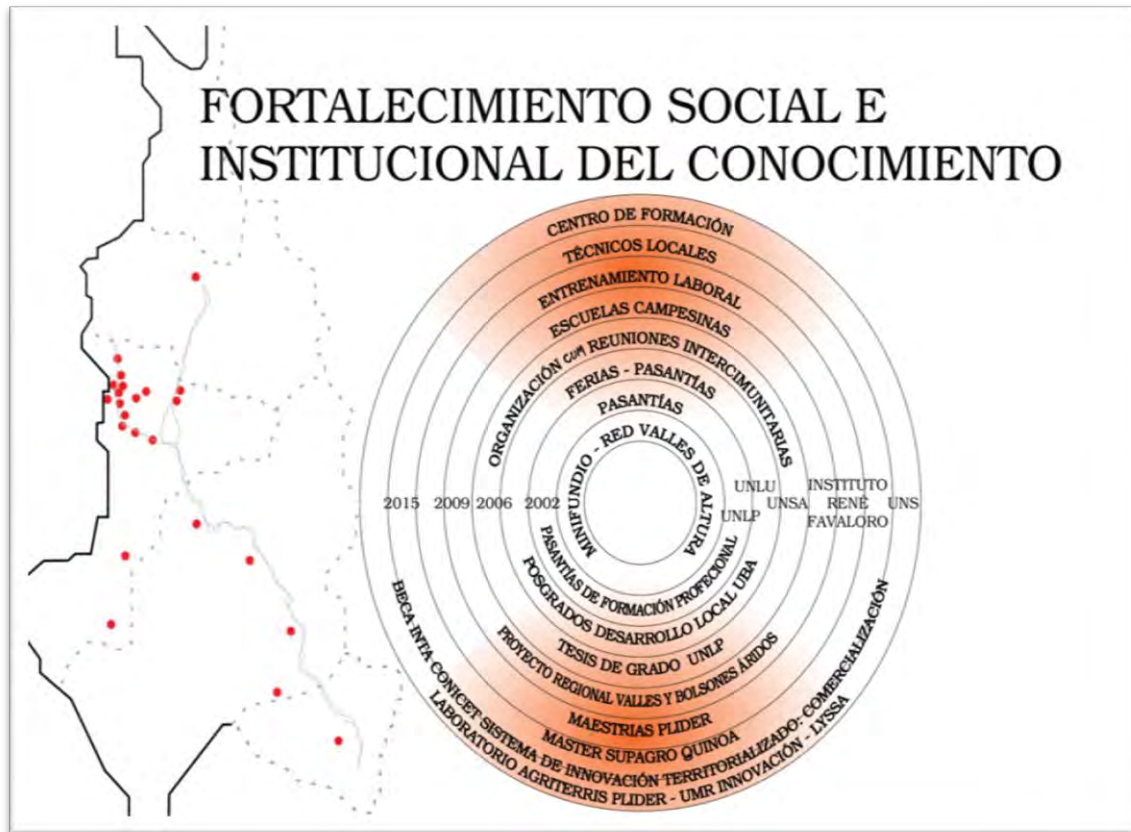 FORTALECIMIENTO SOCIAL E
INSTITUCIONAL DEL CONOCIMIENTO
CENTRO DE FORMACIÓN
TÉCNICOS LOCALES
ENTRENAMIENTO LABORAL
ESCUELAS CAMPESINAS
ORGANIZACIÓN com REUNIONES INTERCIMUNITARIAS
FERIAS - PASANTÍAS
PASANTÍAS
MINIFUNDIO - RED VALLES DE ALTURA
2015 2009 2006 2002
UNLU
UNLP
UNSA
INSTITUTO
RENÉ
FAVALORO
UNS
PASANTÍAS DE FORMACIÓN PROFECIONAL
POSGRADOS DESARROLLO LOCAL UBA
TESIS DE GRADO UNLP
PROYECTO REGIONAL VALLES Y BOLSONES ÁRIDOS
MAESTRIAS PLIDER
MASTER SUPAGRO QUINOA
BECA INTA CONICET SISTEMA DE INNOVACIÓN TERRITORIALIZADO: COMERCIALIZACIÓN
LABORATORIO AGRITERRIS PLIDER - UMR INNOVACIÓN - LYSSA